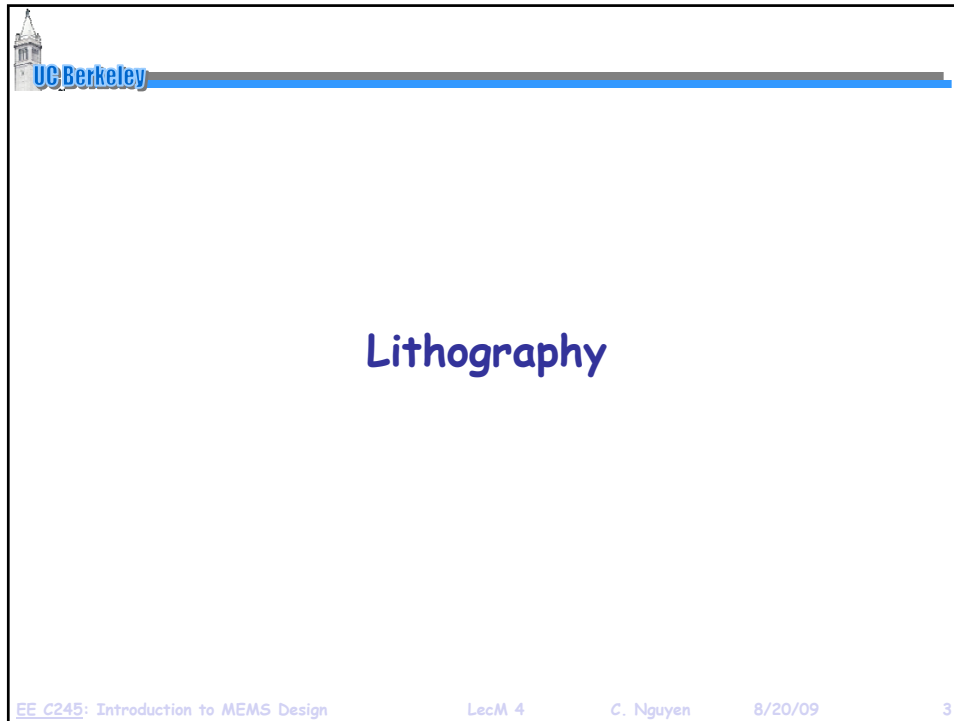 UC Berkeley
Lithography
EE C245: Introduction to MEMS Design LecM 4 C. Nguyen 8/20/09 3